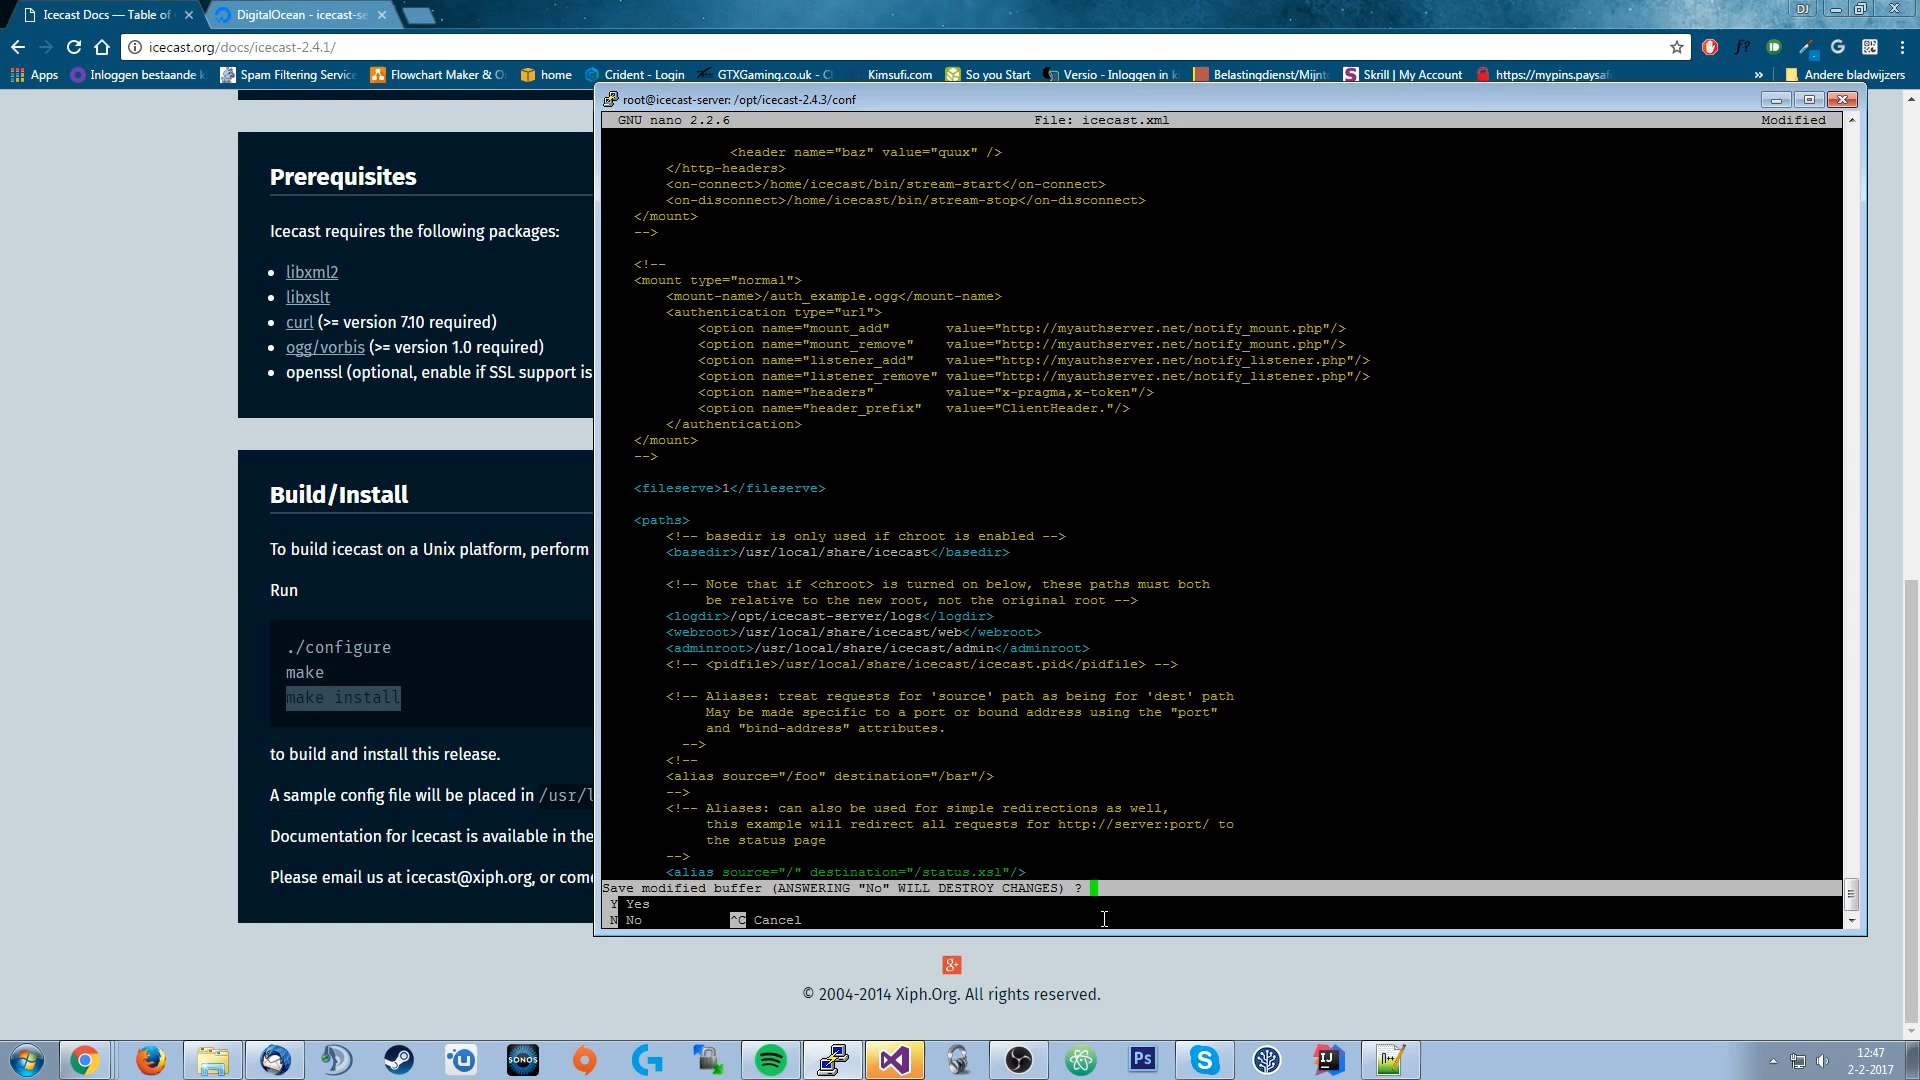 Icecast Docs — Table of
DigitalOcean - icecast-se
DJ
icecast.org/docs/icecast-2.4.1/
Apps
Inloggen bestaande k
Spam Filtering Service
Flowchart Maker & O
home
Crident - Login
GTXGaming.co.uk - C
Kimsufi.com
So you Start
Versio - Inloggen in k
Belastingdienst/Mijnt
Skrill | My Account
https://mypins.paysaf
»
Andere bladwijzers
Prerequisites
Icecast requires the following packages:
libxml2
libxslt
curl (>= version 7.10 required)
ogg/vorbis (>= version 1.0 required)
openssl (optional, enable if SSL support is
Build/Install
To build icecast on a Unix platform, perform
Run
./configure
make
make install
to build and install this release.
A sample config file will be placed in /usr/l
Documentation for Icecast is available in the
Please email us at icecast@xiph.org, or come
root@icecast-server: /opt/icecast-2.4.3/conf
GNU nano 2.2.6 File: icecast.xml Modified
<header name="baz" value="quux" />
</http-headers>
<on-connect>/home/icecast/bin/stream-start</on-connect>
<on-disconnect>/home/icecast/bin/stream-stop</on-disconnect>
</mount>
-->
<!--
<mount type="normal">
<mount-name>/auth_example.ogg</mount-name>
<authentication type="url">
<option name="mount_add" value="http://myauthserver.net/notify_mount.php"/>
<option name="mount_remove" value="http://myauthserver.net/notify_mount.php"/>
<option name="listener_add" value="http://myauthserver.net/notify_listener.php"/>
<option name="listener_remove" value="http://myauthserver.net/notify_listener.php"/>
<option name="headers" value="x-pragma,x-token"/>
<option name="header_prefix" value="ClientHeader."/>
</authentication>
</mount>
-->
<fileserve>1</fileserve>
<paths>
<!-- basedir is only used if chroot is enabled -->
<basedir>/usr/local/share/icecast</basedir>
<!-- Note that if <chroot> is turned on below, these paths must both
be relative to the new root, not the original root -->
<logdir>/opt/icecast-server/logs</logdir>
<webroot>/usr/local/share/icecast/web</webroot>
<adminroot>/usr/local/share/icecast/admin</adminroot>
<!-- <pidfile>/usr/local/share/icecast/icecast.pid</pidfile> -->
<!-- Aliases: treat requests for 'source' path as being for 'dest' path
May be made specific to a port or bound address using the "port"
and "bind-address" attributes.
-->
<!--
<alias source="/foo" destination="/bar"/>
-->
<!-- Aliases: can also be used for simple redirections as well,
this example will redirect all requests for http://server:port/ to
the status page
-->
<alias source="/" destination="/status.xsl"/>
Save modified buffer (ANSWERING "No" WILL DESTROY CHANGES) ?
Y Yes
N No ^C Cancel
© 2004-2014 Xiph.Org. All rights reserved.
SONOS
Ps
12:47
2-2-2017